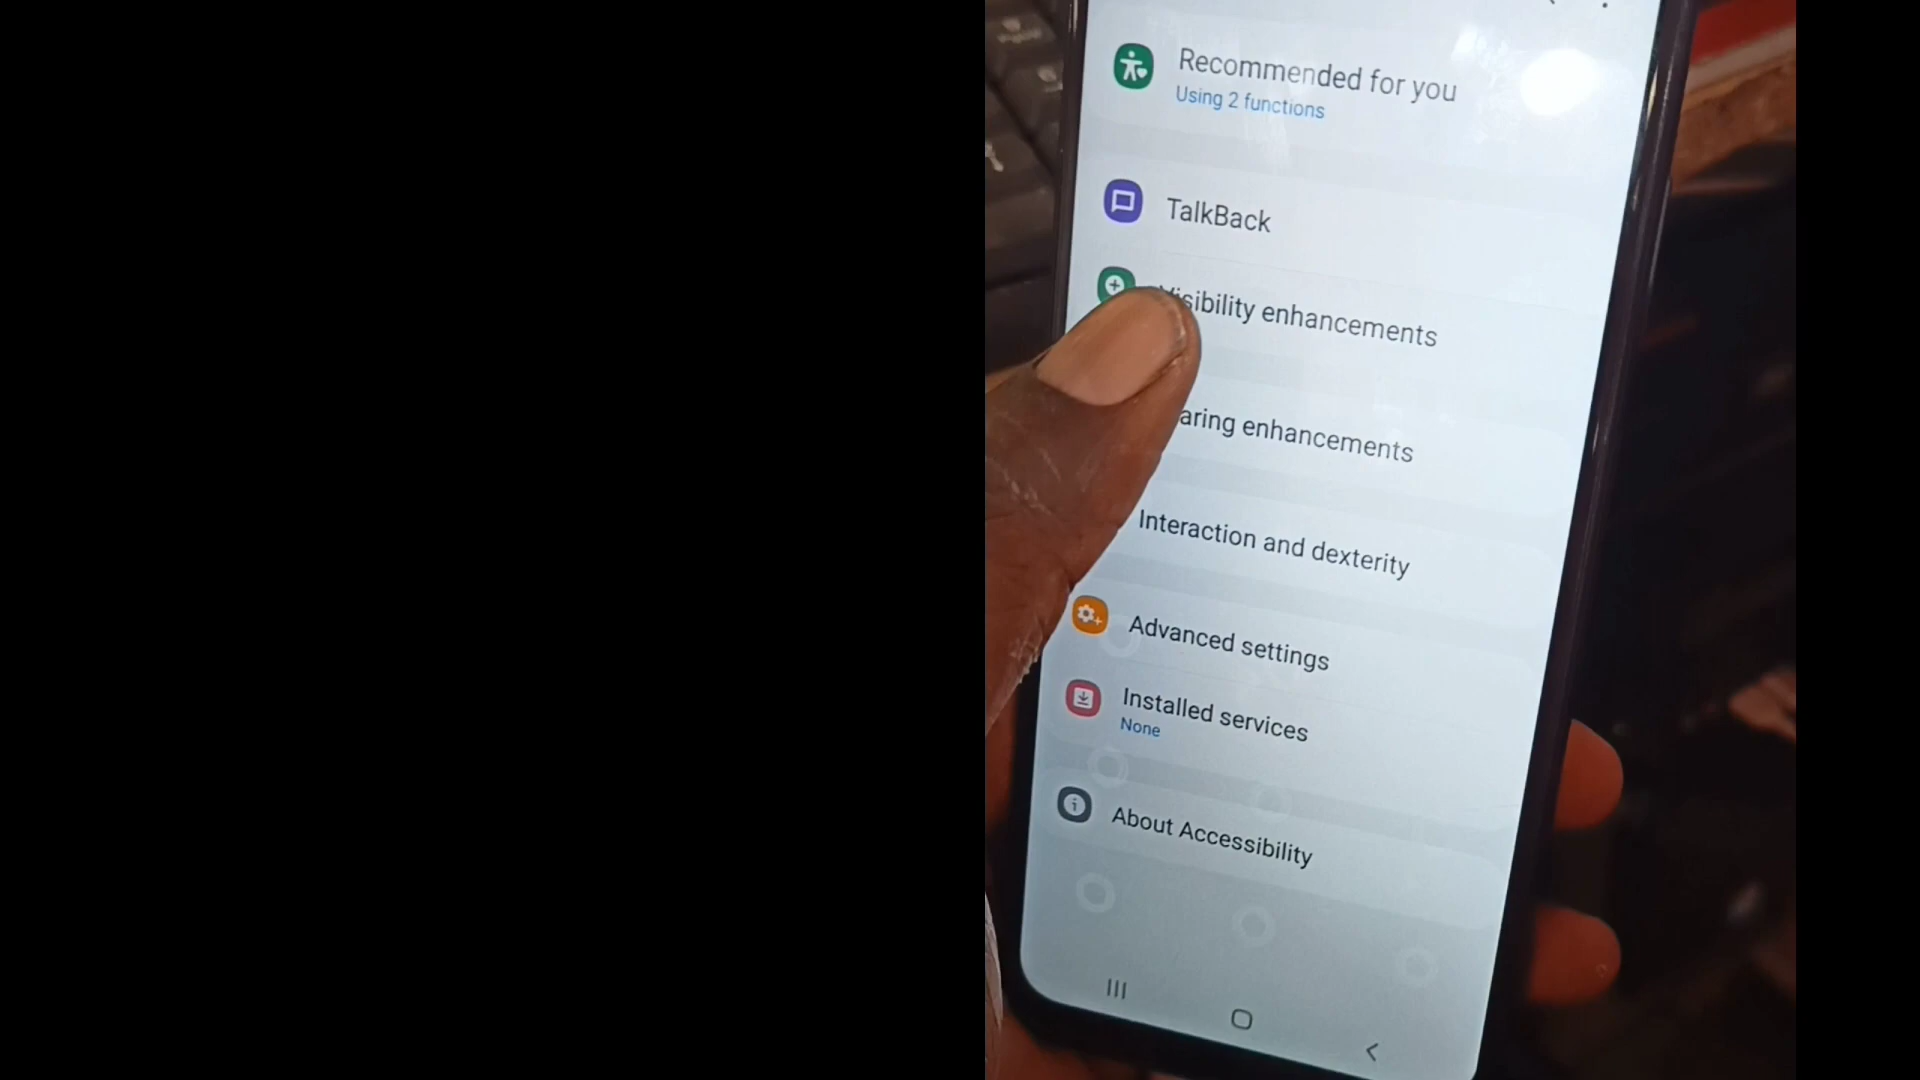 Recommended for you
Using 2 functions
TalkBack
Visibility enhancements
aring enhancements
Interaction and dexterity
Advanced settings
Installed services
None
About Accessibility